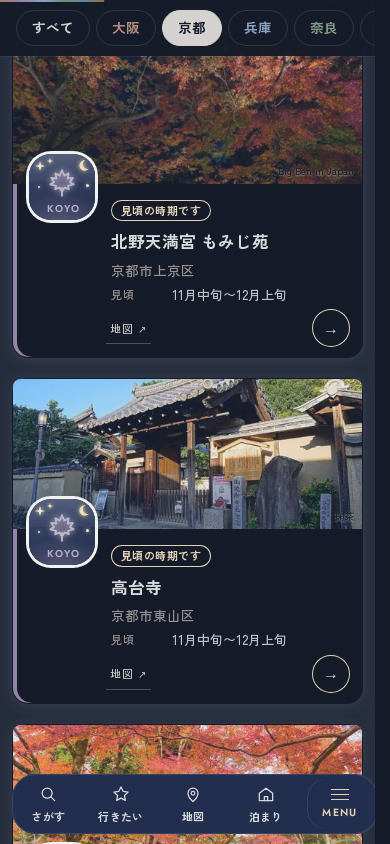 すべて
大阪
京都
兵庫
奈良
Big Ben in Japan
KOYO
見頃の時期です
北野天満宮 もみじ苑
京都市上京区
見頃 11月中旬〜12月上旬
地図 ↗
→
KOYO
見頃の時期です
高台寺
京都市東山区
見頃 11月中旬〜12月上旬
地図 ↗
→
さがす
行きたい
地図
泊まり
MENU